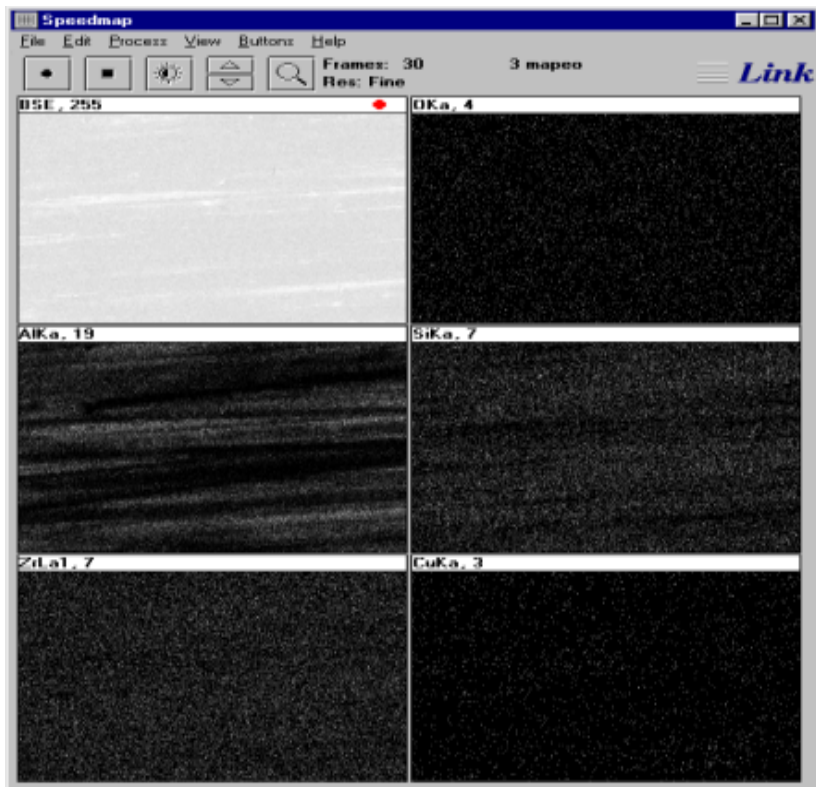 Speedmap
File Edit Process View Buttons Help
Frames: 30 3 mapeo
Res: Fine
Link
BSE, 255
OKa, 4
AlKa, 19
SiKa, 7
ZrLa1, 7
CuKa, 3